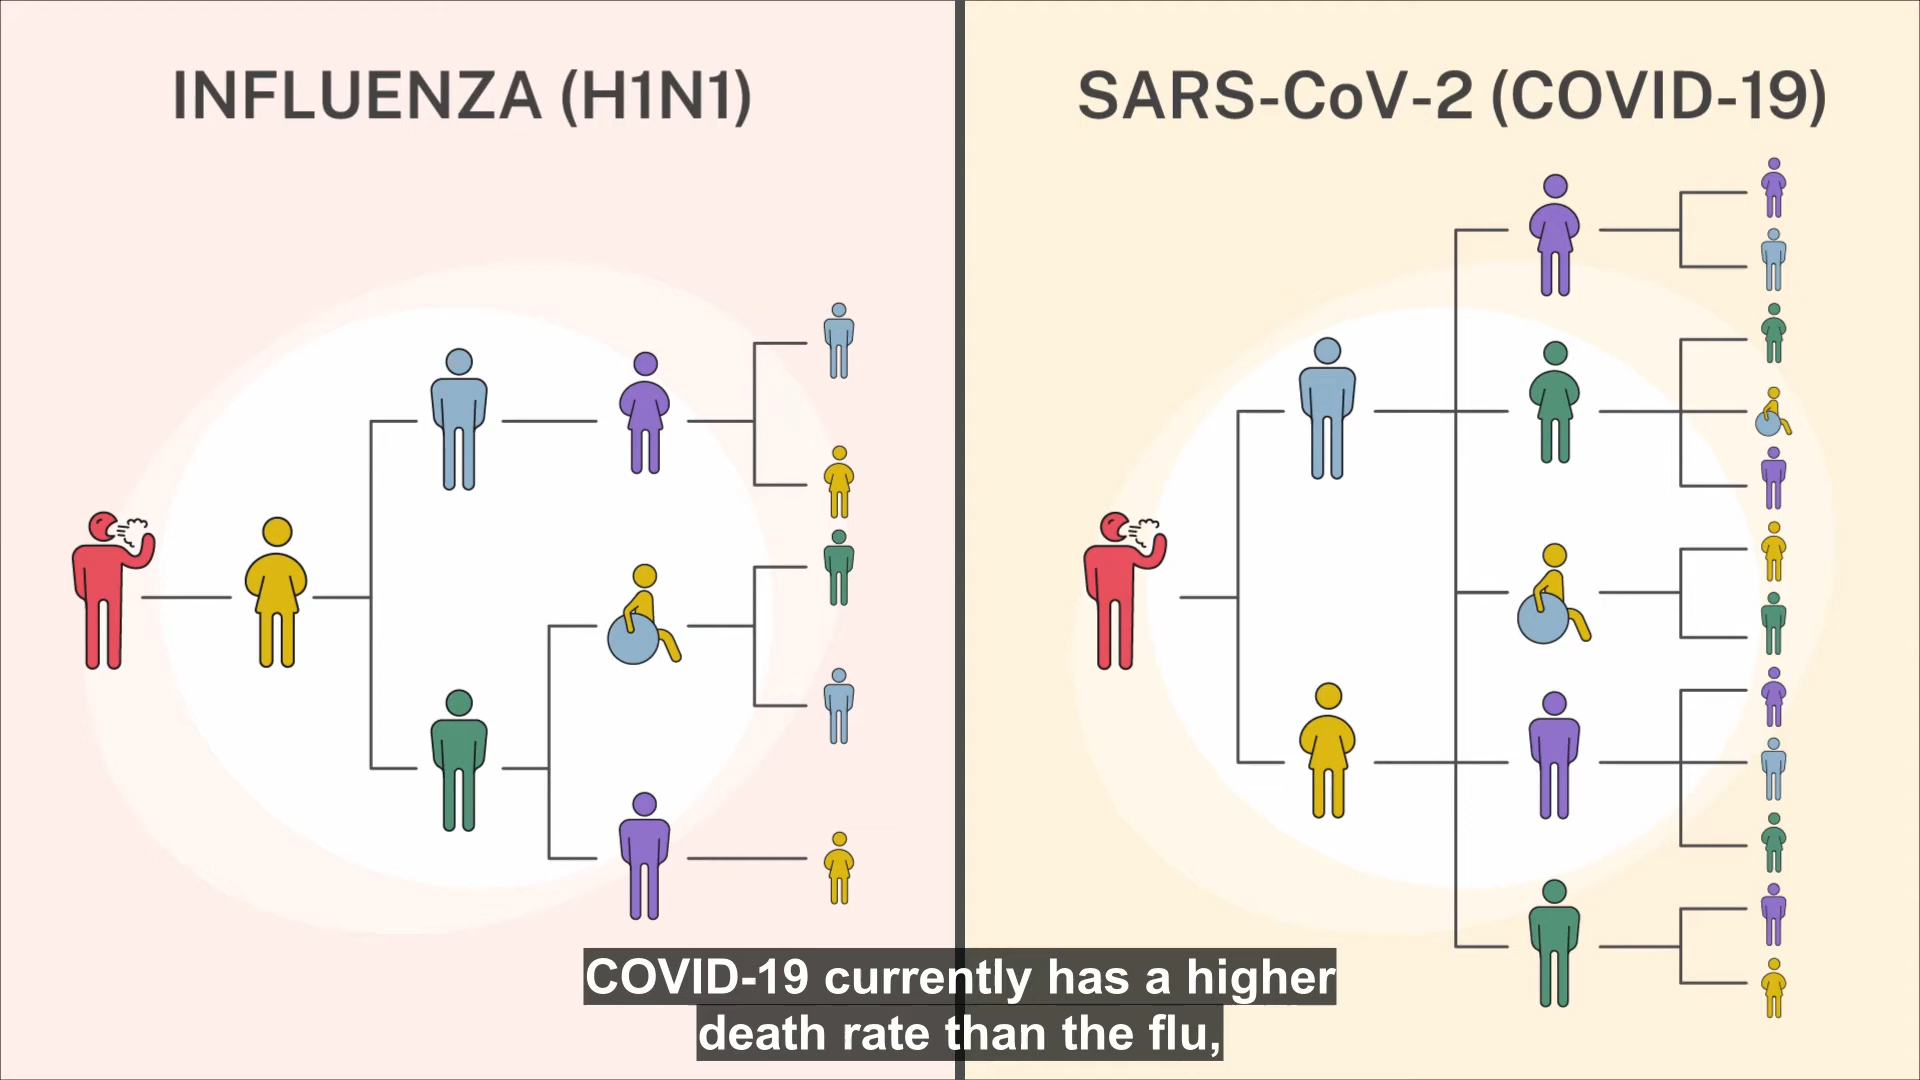 INFLUENZA (H1N1)
SARS-CoV-2 (COVID-19)
COVID-19 currently has a higher
death rate than the flu,